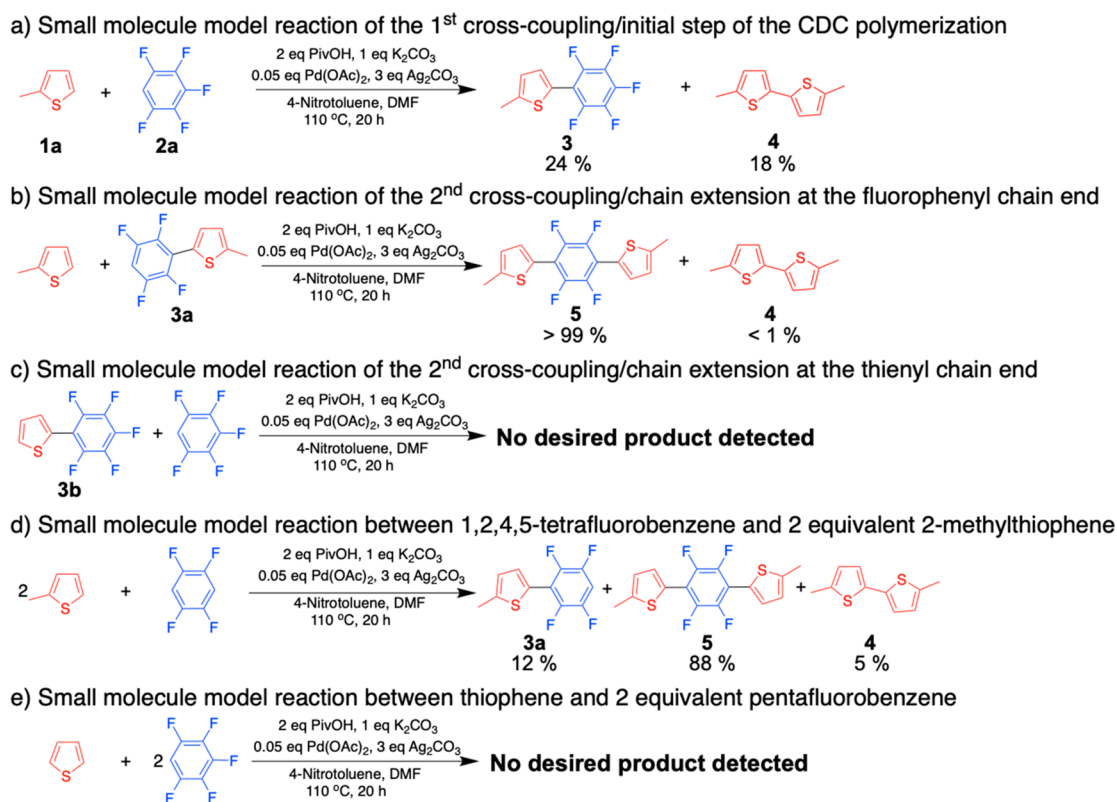 a) Small molecule model reaction of the 1st cross-coupling/initial step of the CDC polymerization
2 eq PivOH, 1 eq K2CO3
0.05 eq Pd(OAc)2, 3 eq Ag2CO3
4-Nitrotoluene, DMF
110 °C, 20 h
S
+
F F F F F
S F F F F F
+
S S
1a 2a 3 4
24 % 18 %
b) Small molecule model reaction of the 2nd cross-coupling/chain extension at the fluorophenyl chain end
2 eq PivOH, 1 eq K2CO3
0.05 eq Pd(OAc)2, 3 eq Ag2CO3
4-Nitrotoluene, DMF
110 °C, 20 h
S
+
F F F F S
S F F F F S
+
S S
3a 5 4
> 99 % < 1 %
c) Small molecule model reaction of the 2nd cross-coupling/chain extension at the thienyl chain end
2 eq PivOH, 1 eq K2CO3
0.05 eq Pd(OAc)2, 3 eq Ag2CO3
4-Nitrotoluene, DMF
110 °C, 20 h
S F F F F F
+
F F F F F
No desired product detected
3b
d) Small molecule model reaction between 1,2,4,5-tetrafluorobenzene and 2 equivalent 2-methylthiophene
2 eq PivOH, 1 eq K2CO3
0.05 eq Pd(OAc)2, 3 eq Ag2CO3
4-Nitrotoluene, DMF
110 °C, 20 h
2
S
+
F F F F
S F F F F
+
S F F F F S
+
S S
3a 5 4
12 % 88 % 5 %
e) Small molecule model reaction between thiophene and 2 equivalent pentafluorobenzene
2 eq PivOH, 1 eq K2CO3
0.05 eq Pd(OAc)2, 3 eq Ag2CO3
4-Nitrotoluene, DMF
110 °C, 20 h
S
+ 2
F F F F F
No desired product detected